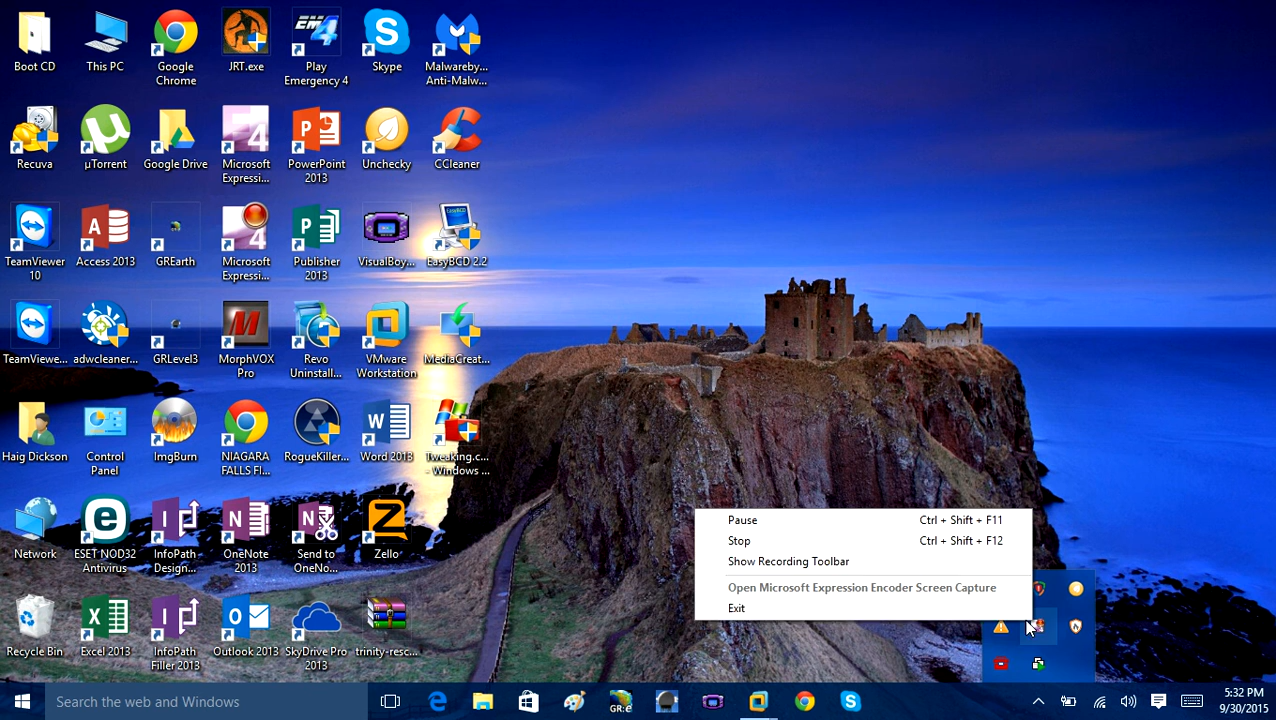 Boot CD
This PC
Google
Chrome
JRT.exe
EM4
Play
Emergency 4
Skype
Malwareby...
Anti-Malw...
Recuva
µTorrent
Google Drive
4
Microsoft
Expressi...
PowerPoint
2013
Unchecky
CCleaner
TeamViewer
10
Access 2013
GREarth
4
Microsoft
Expressi...
Publisher
2013
VisualBoy...
EasyBCD 2.2
TeamViewe...
adwcleaner...
GRLevel3
MorphVOX
Pro
Revo
Uninstall...
VMware
Workstation
MediaCreat...
Haig Dickson
Control
Panel
ImgBurn
NIAGARA
FALLS Fl...
RogueKiller...
Word 2013
Tweaking.c...
- Windows ...
Network
ESET NOD32
Antivirus
InfoPath
Design...
OneNote
2013
Send to
OneNo...
Zello
Recycle Bin
Excel 2013
InfoPath
Filler 2013
Outlook 2013
SkyDrive Pro
2013
trinity-resc...
Pause Ctrl + Shift + F11
Stop Ctrl + Shift + F12
Show Recording Toolbar
Open Microsoft Expression Encoder Screen Capture
Exit
Search the web and Windows
GR:e
5:32 PM
9/30/2015